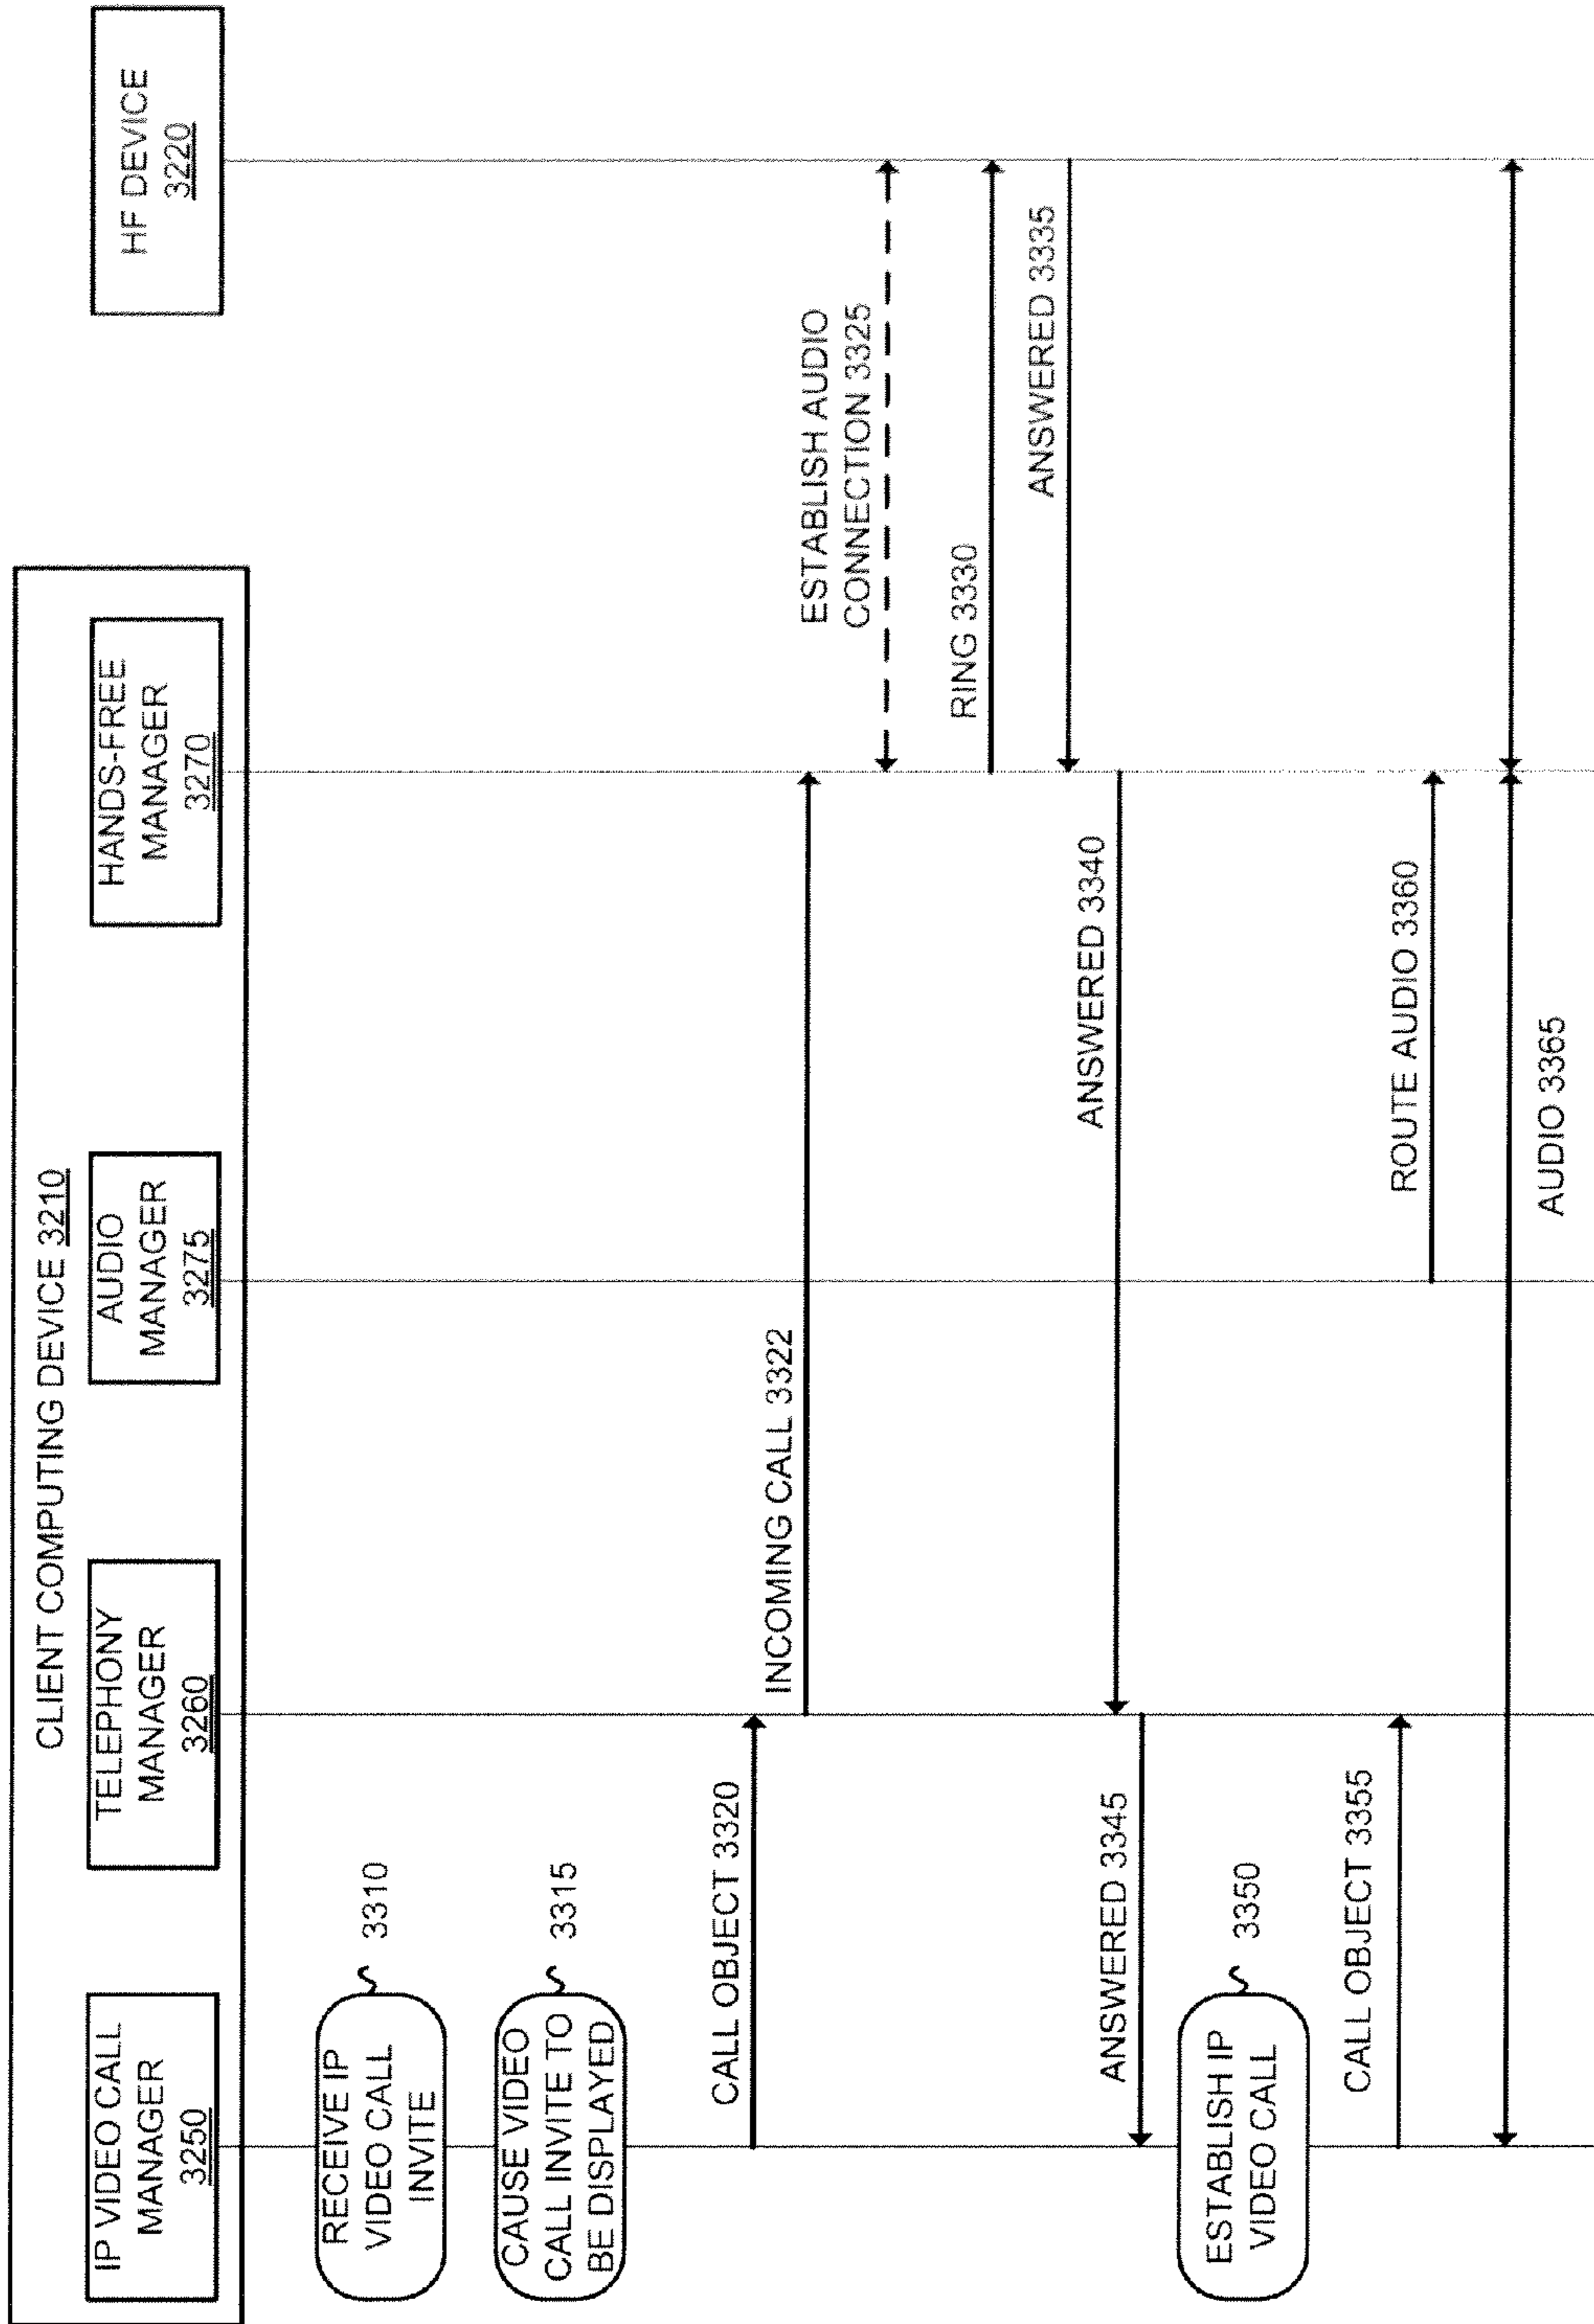 CLIENT COMPUTING DEVICE 3210
IP VIDEO CALL
MANAGER
3250
TELEPHONY
MANAGER
3260
AUDIO
MANAGER
3275
HANDS-FREE
MANAGER
3270
HF DEVICE
3220
RECEIVE IP
VIDEO CALL
INVITE
3310
CAUSE VIDEO
CALL INVITE TO
BE DISPLAYED
3315
CALL OBJECT 3320
INCOMING CALL 3322
ESTABLISH AUDIO
CONNECTION 3325
RING 3330
ANSWERED 3335
ANSWERED 3340
ANSWERED 3345
ESTABLISH IP
VIDEO CALL
3350
CALL OBJECT 3355
ROUTE AUDIO 3360
AUDIO 3365